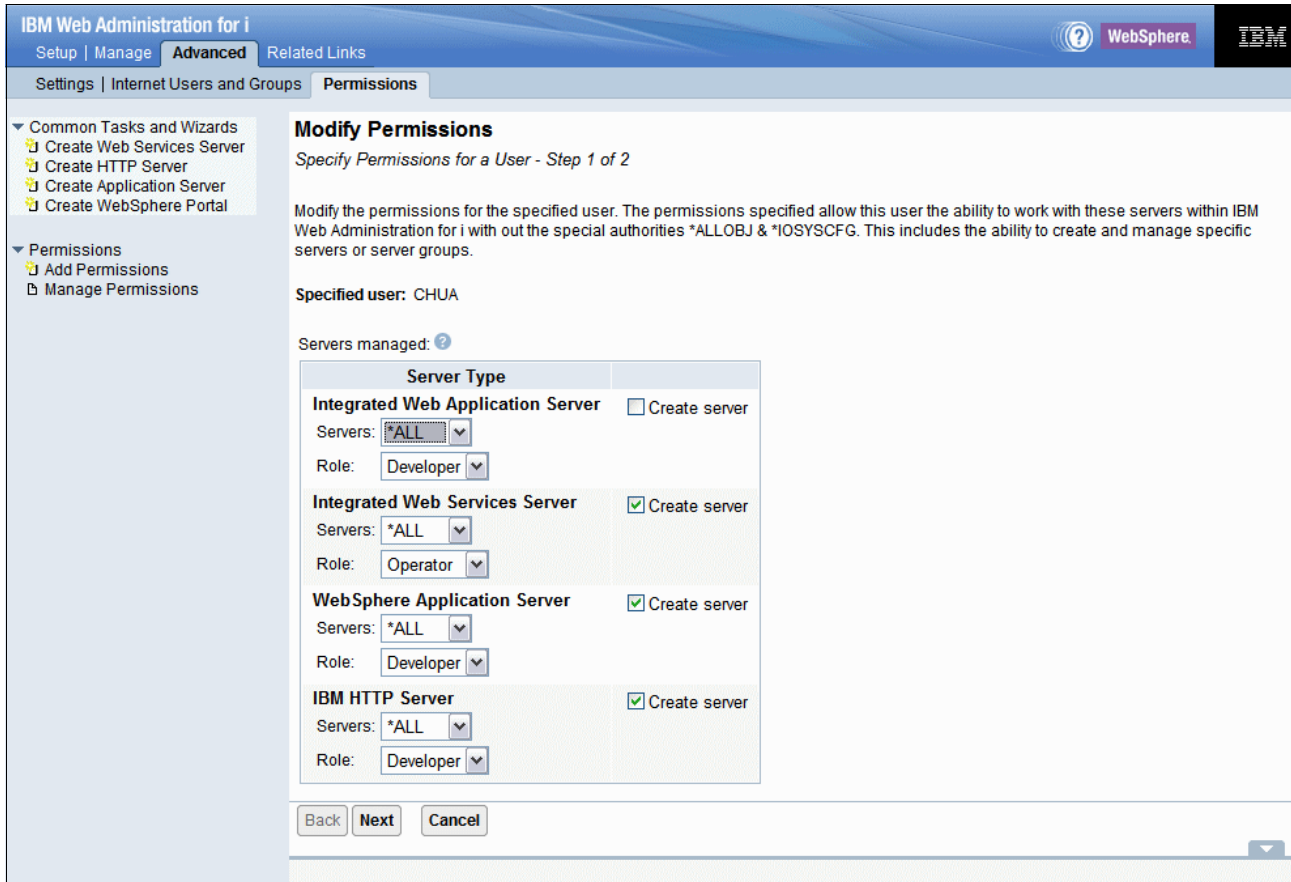 IBM Web Administration for i
Setup | Manage Advanced Related Links
? WebSphere. IBM
Settings | Internet Users and Groups Permissions
Common Tasks and Wizards
Create Web Services Server
Create HTTP Server
Create Application Server
Create WebSphere Portal
Permissions
Add Permissions
Manage Permissions
Modify Permissions
Specify Permissions for a User - Step 1 of 2
Modify the permissions for the specified user. The permissions specified allow this user the ability to work with these servers within IBM
Web Administration for i with out the special authorities *ALLOBJ & *IOSYSCFG. This includes the ability to create and manage specific
servers or server groups.
Specified user: CHUA
Servers managed: ?
Server Type
Integrated Web Application Server Create server
Servers: *ALL
Role: Developer
Integrated Web Services Server Create server
Servers: *ALL
Role: Operator
WebSphere Application Server Create server
Servers: *ALL
Role: Developer
IBM HTTP Server Create server
Servers: *ALL
Role: Developer
Back Next Cancel